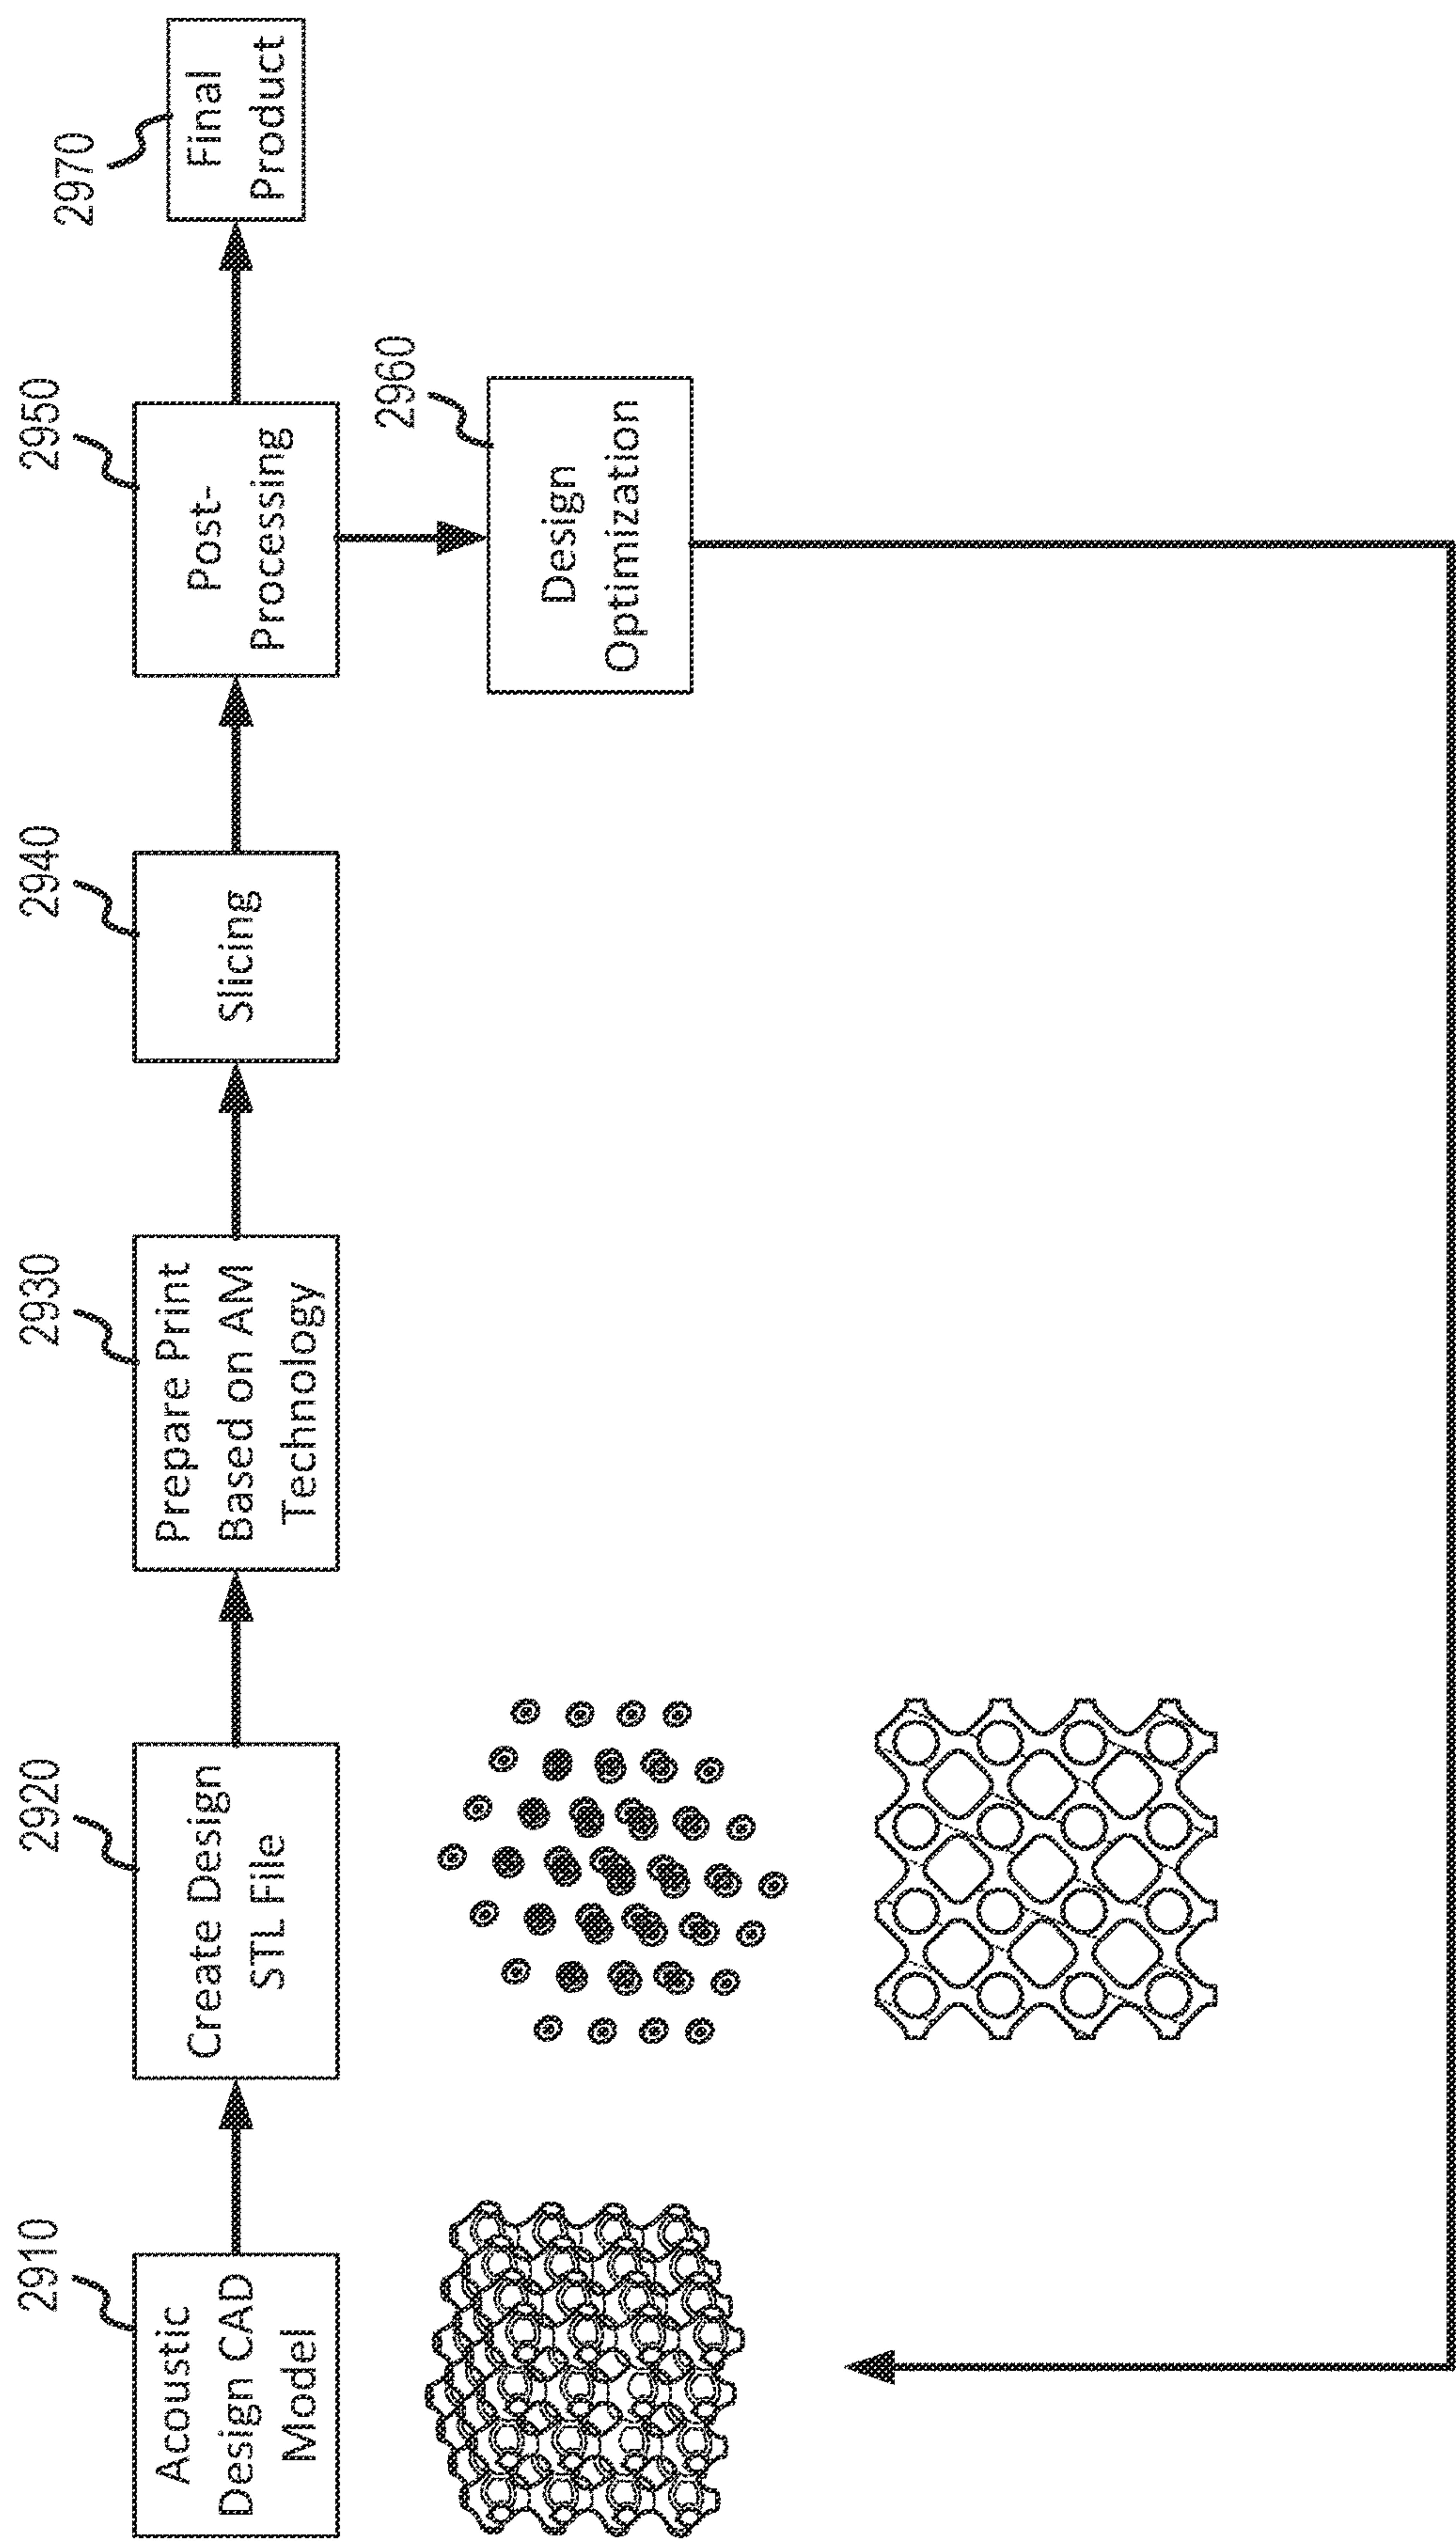 2910
Acoustic
Design CAD
Model
2920
Create Design
STL File
2930
Prepare Print
Based on AM
Technology
2940
Slicing
2950
Post-
Processing
2960
Design
Optimization
2970
Final
Product